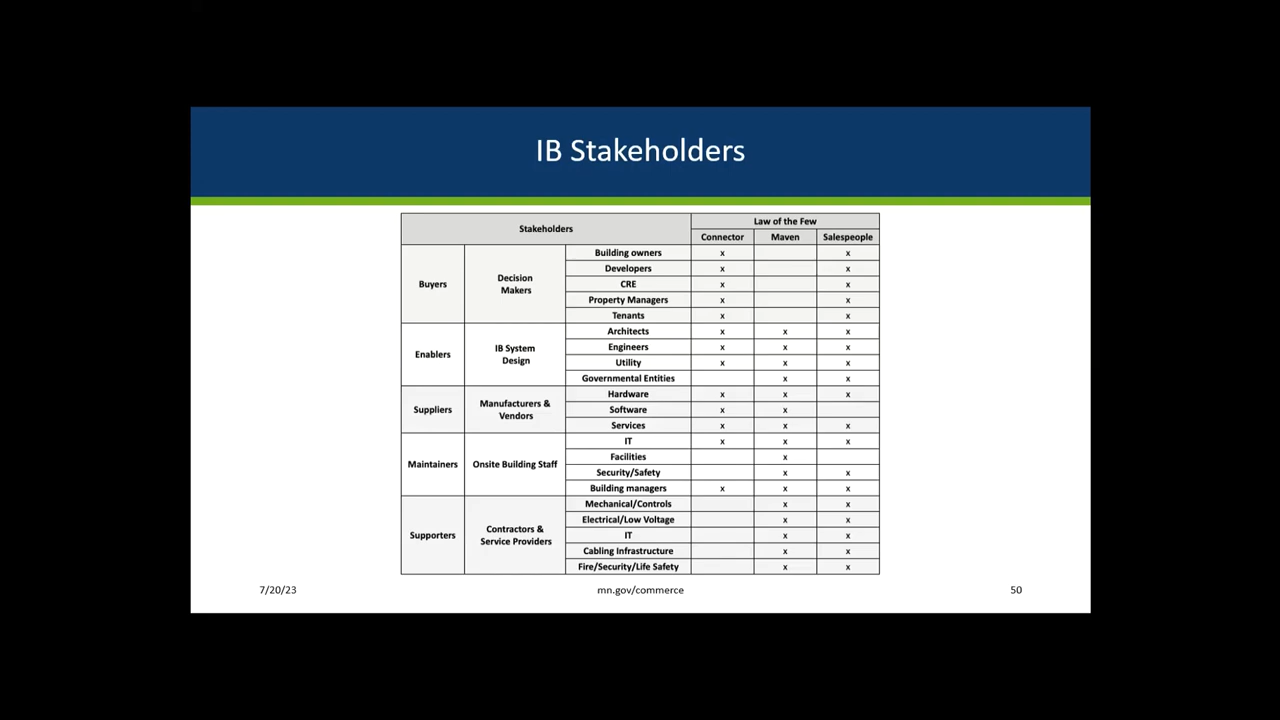 IB Stakeholders
Stakeholders
Law of the Few
Connector Maven Salespeople
Buyers
Decision
Makers
Building owners x x
Developers x x
CRE x x
Property Managers x x
Tenants x x
Enablers
IB System
Design
Architects x x x
Engineers x x x
Utility x x x
Governmental Entities x x
Suppliers
Manufacturers &
Vendors
Hardware x x x
Software x x
Services x x x
Maintainers
Onsite Building Staff
IT x x x
Facilities x
Security/Safety x x
Building managers x x x
Supporters
Contractors &
Service Providers
Mechanical/Controls x x
Electrical/Low Voltage x x
IT x x
Cabling Infrastructure x x
Fire/Security/Life Safety x x
7/20/23 mn.gov/commerce 50